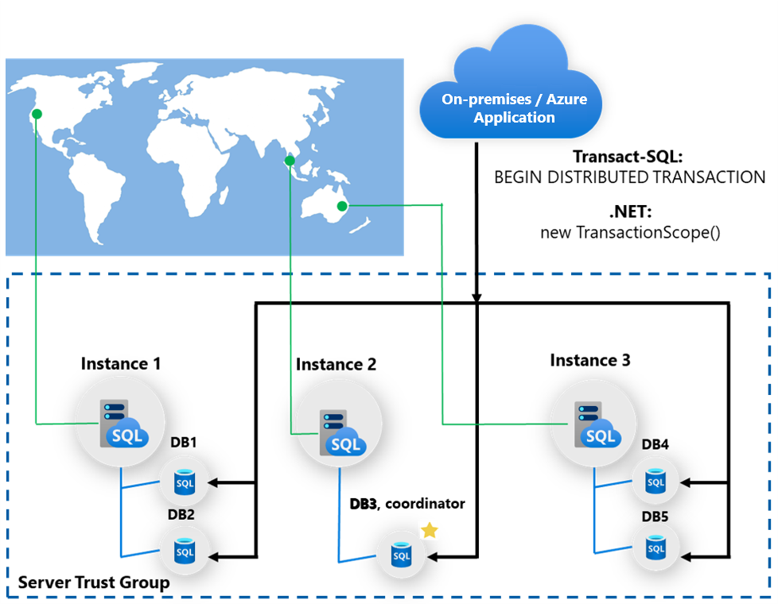 On-premises / Azure
Application
Transact-SQL:
BEGIN DISTRIBUTED TRANSACTION
.NET:
new TransactionScope()
Instance 1
Instance 2
Instance 3
SQL
SQL
SQL
DB1
SQL
DB2
SQL
DB3, coordinator
SQL
DB4
SQL
DB5
SQL
Server Trust Group